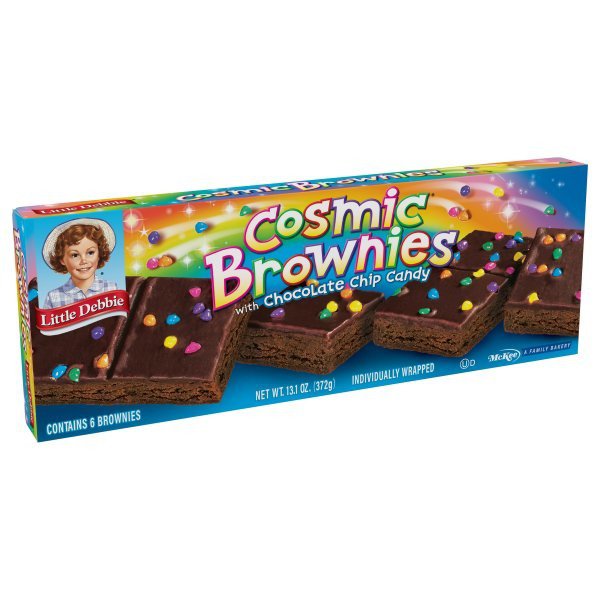 Little Debbie
Cosmic Brownies
Cosmic
Brownies
with Chocolate Chip Candy
Little Debbie
Brownies
CONTAINS 6 BROWNIES
NET WT. 13.1 OZ. (372g)
INDIVIDUALLY WRAPPED
U D
McKee A FAMILY BAKERY